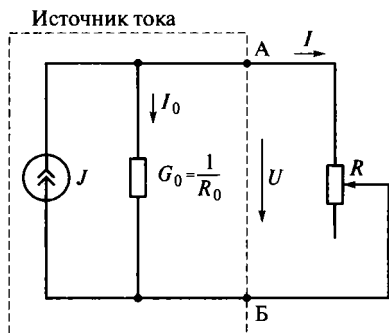 Источник тока
А
I
I₀
J
G₀ = 1/R₀
U
R
Б